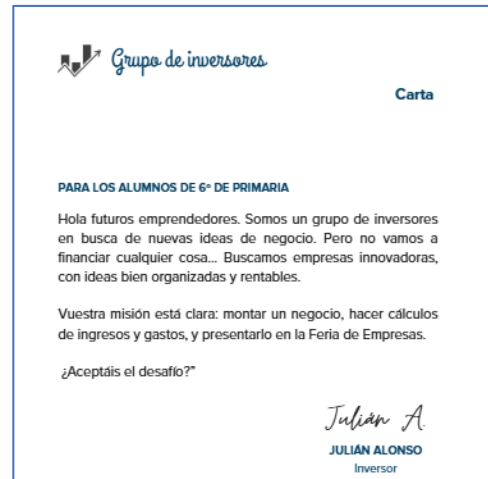 Grupo de inversores
Carta
PARA LOS ALUMNOS DE 6º DE PRIMARIA
Hola futuros emprendedores. Somos un grupo de inversores
en busca de nuevas ideas de negocio. Pero no vamos a
financiar cualquier cosa... Buscamos empresas innovadoras,
con ideas bien organizadas y rentables.
Vuestra misión está clara: montar un negocio, hacer cálculos
de ingresos y gastos, y presentarlo en la Feria de Empresas.
¿Aceptáis el desafío?”
Julián A.
JULIÁN ALONSO
Inversor